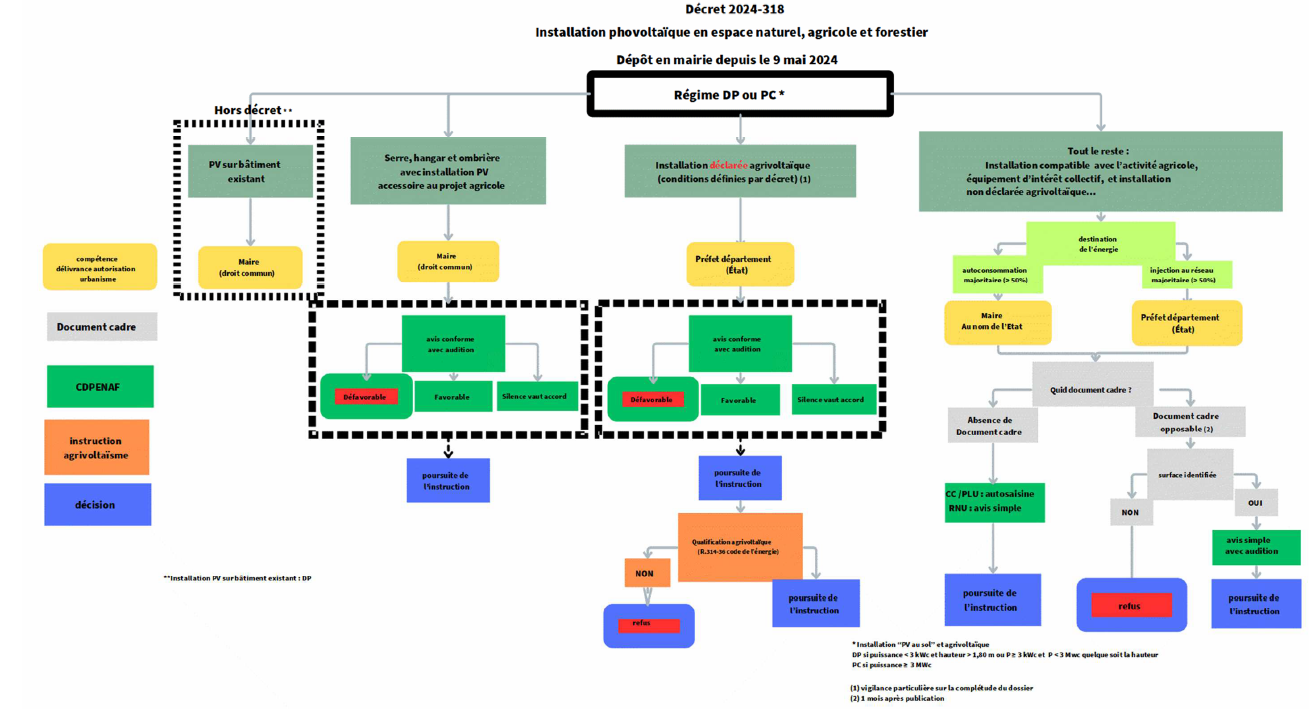 Décret 2024-318
Installation phovoltaïque en espace naturel, agricole et forestier
Dépôt en mairie depuis le 9 mai 2024
Régime DP ou PC *
Hors décret **
PV sur bâtiment
existant
Serre, hangar et ombrière
avec installation PV
accessoire au projet agricole
Installation déclarée agrivoltaïque
(conditions définies par décret) (1)
Tout le reste :
Installation compatible avec l'activité agricole,
équipement d'intérêt collectif, et installation
non déclarée agrivoltaïque...
compétence
délivrance autorisation
urbanisme
Maire
(droit commun)
Maire
(droit commun)
Préfet département
(État)
destination
de l'énergie
autoconsommation
majoritaire (> 50%)
injection au réseau
majoritaire (> 50%)
Maire
Au nom de l'Etat
Préfet département
(État)
Document cadre
CDPENAF
instruction
agrivoltaïsme
décision
avis conforme
avec audition
Défavorable
Favorable
Silence vaut accord
avis conforme
avec audition
Défavorable
Favorable
Silence vaut accord
poursuite de
l'instruction
poursuite de
l'instruction
Qualification agrivoltaïque
(R.314-36 code de l'énergie)
NON
refus
poursuite de
l'instruction
Quid document cadre ?
Absence de
Document cadre
Document cadre
opposable (2)
surface identifiée
NON
OUI
CC /PLU : autosaisine
RNU : avis simple
avis simple
avec audition
poursuite de
l'instruction
refus
poursuite de
l'instruction
**Installation PV sur bâtiment existant : DP
* Installation "PV au sol" et agrivoltaïque
DP si puissance < 3 kWc et hauteur > 1,80 m ou P ≥ 3 kWc et P < 3 Mwc quelque soit la hauteur
PC si puissance ≥ 3 MWc
(1) vigilance particulière sur la complétude du dossier
(2) 1 mois après publication